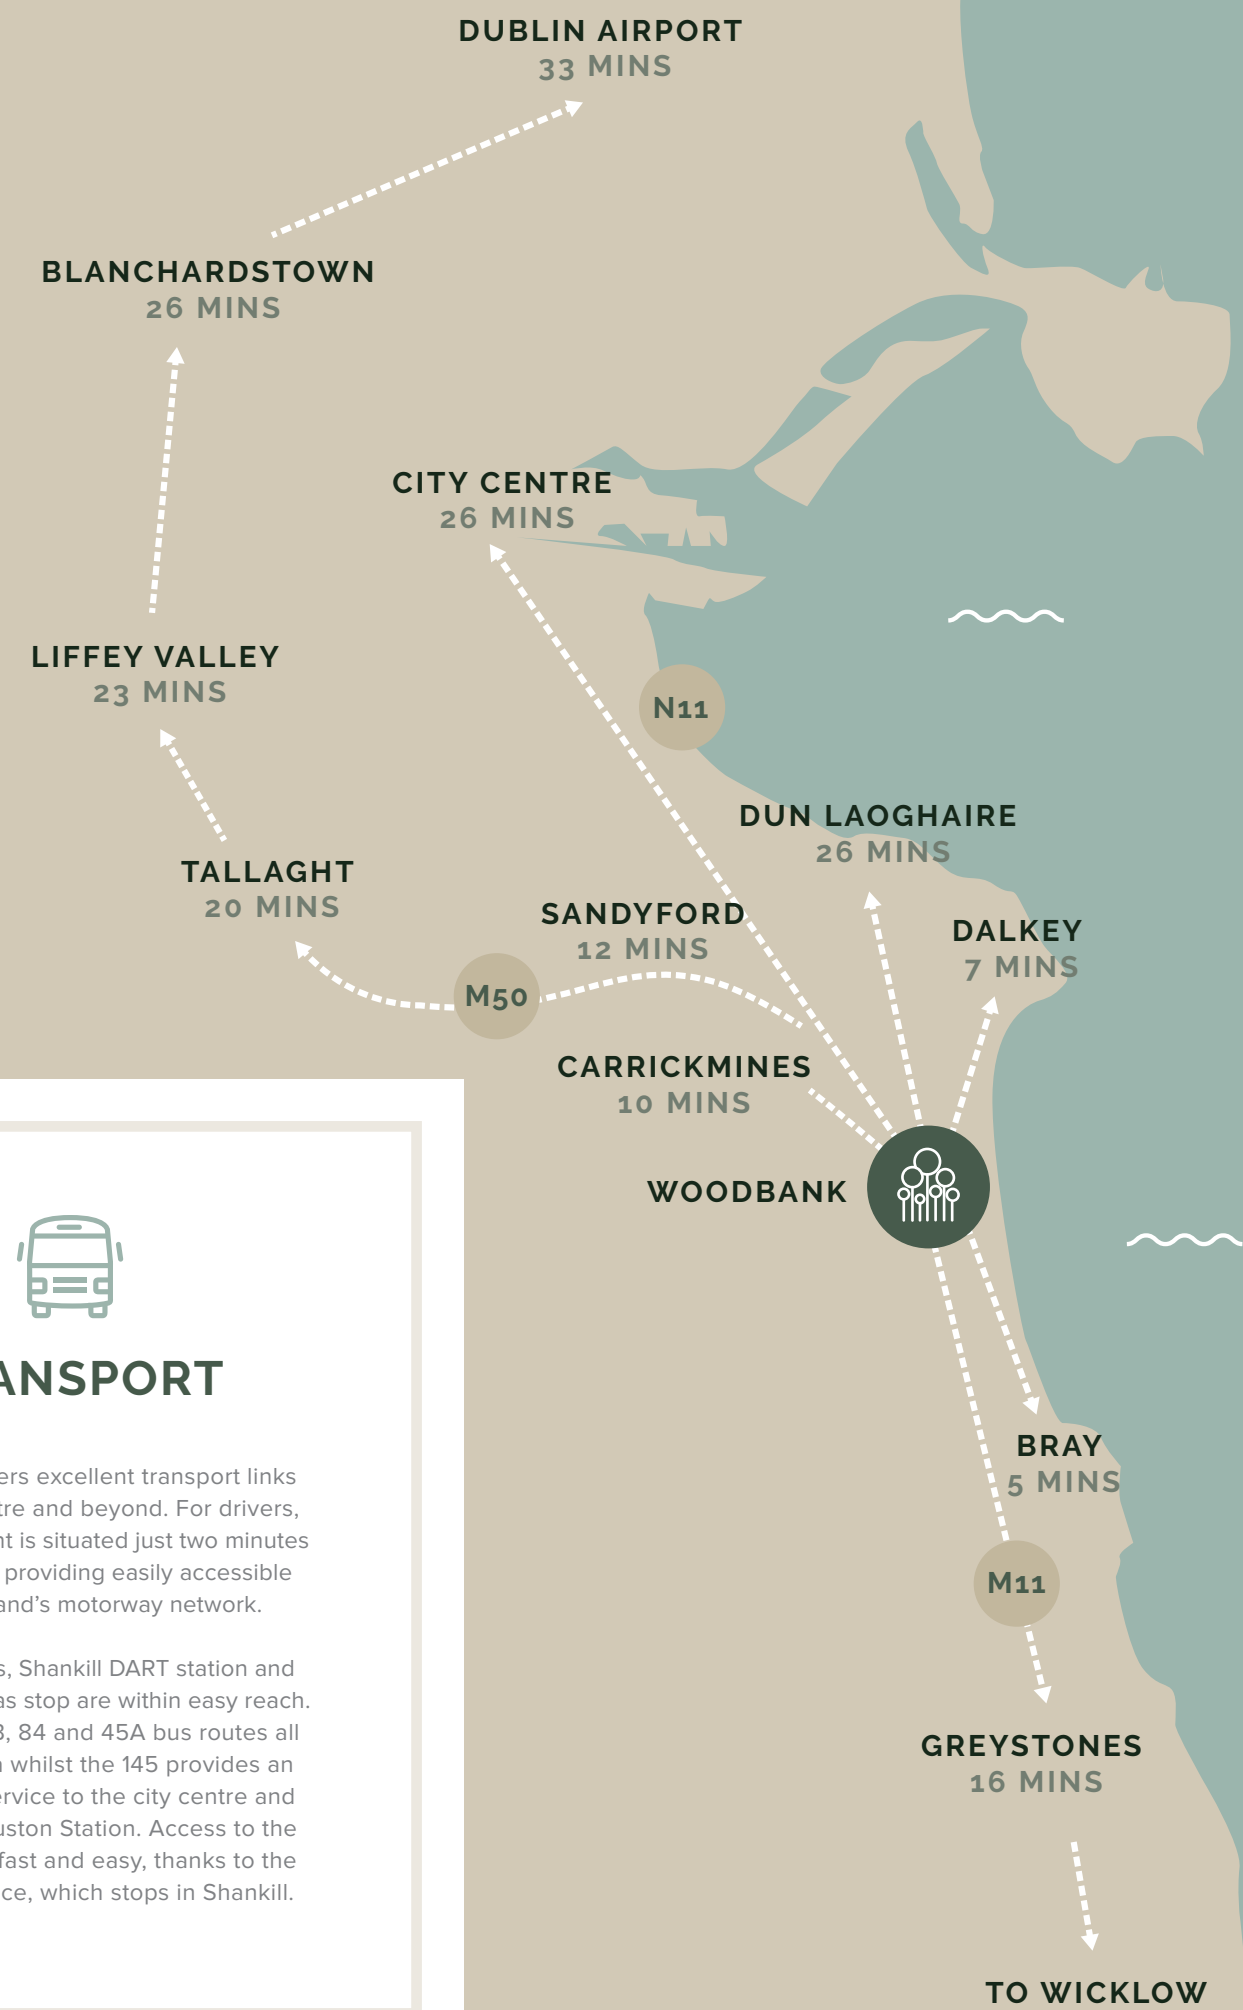 DUBLIN AIRPORT
33 MINS
BLANCHARDSTOWN
26 MINS
CITY CENTRE
26 MINS
LIFFEY VALLEY
23 MINS
N11
DUN LAOGHAIRE
26 MINS
TALLAGHT
20 MINS
SANDYFORD
12 MINS
DALKEY
7 MINS
M50
CARRICKMINES
10 MINS
WOODBANK
BRAY
5 MINS
M11
GREYSTONES
16 MINS
TO WICKLOW
ANSPORT
ers excellent transport links
tre and beyond. For drivers,
nt is situated just two minutes
providing easily accessible
and’s motorway network.
s, Shankill DART station and
as stop are within easy reach.
, 84 and 45A bus routes all
whilst the 145 provides an
ervice to the city centre and
uston Station. Access to the
fast and easy, thanks to the
ce, which stops in Shankill.